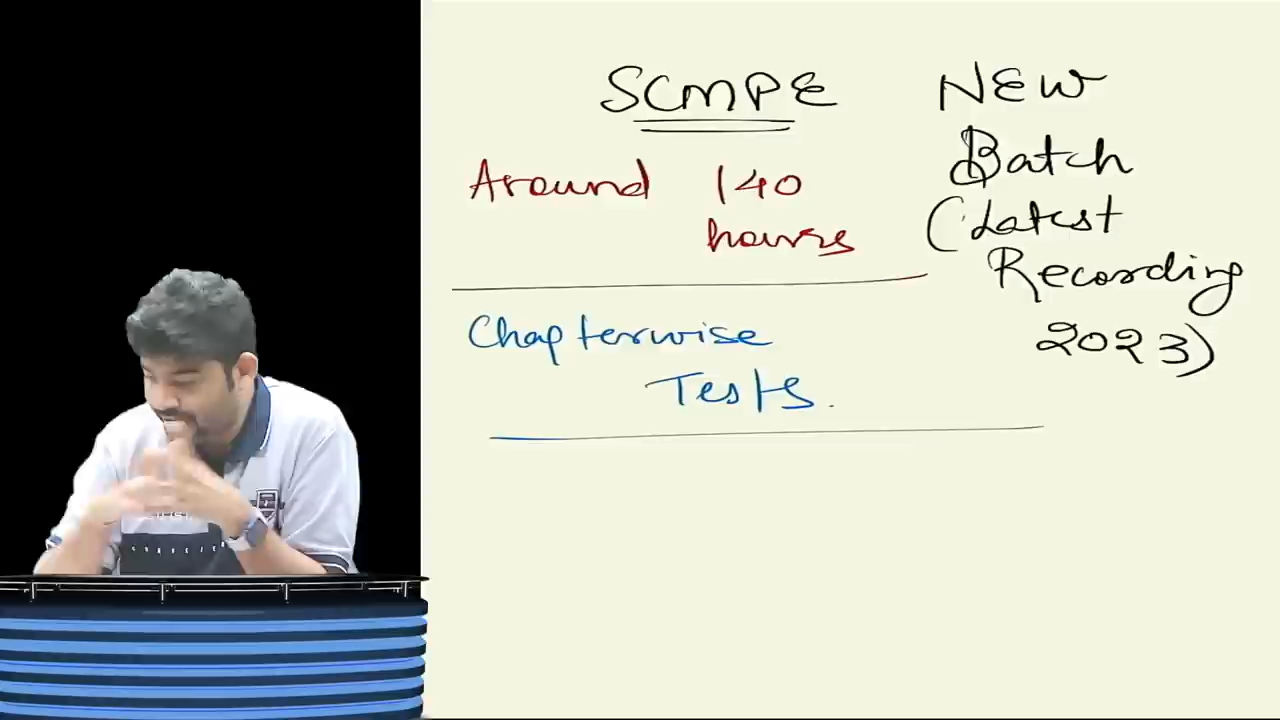 SCMPE
Around 140
hours
Chapterwise
Tests.
NEW
Batch
(Latest
Recording
2023)